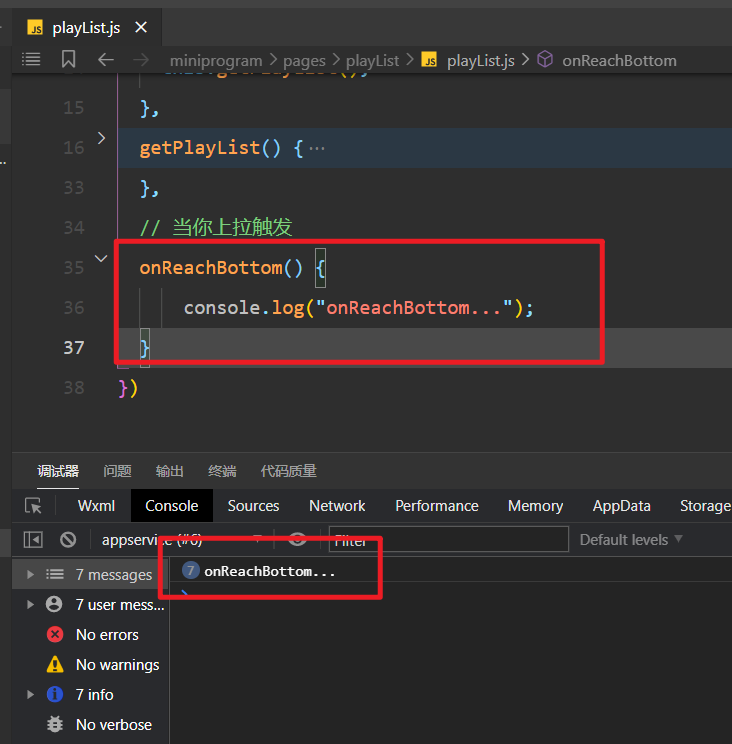 JS playList.js
miniprogram > pages > playList > JS playList.js > onReachBottom
15 },
16 getPlayList() { ···
33 },
34 // 当你上拉触发
35 onReachBottom() {
36 console.log("onReachBottom...");
37 }
38 })
调试器 问题 输出 终端 代码质量
Wxml Console Sources Network Performance Memory AppData Storage
appservice (#6) Filter Default levels
7 messages
7 onReachBottom...
7 user mess...
No errors
No warnings
7 info
No verbose